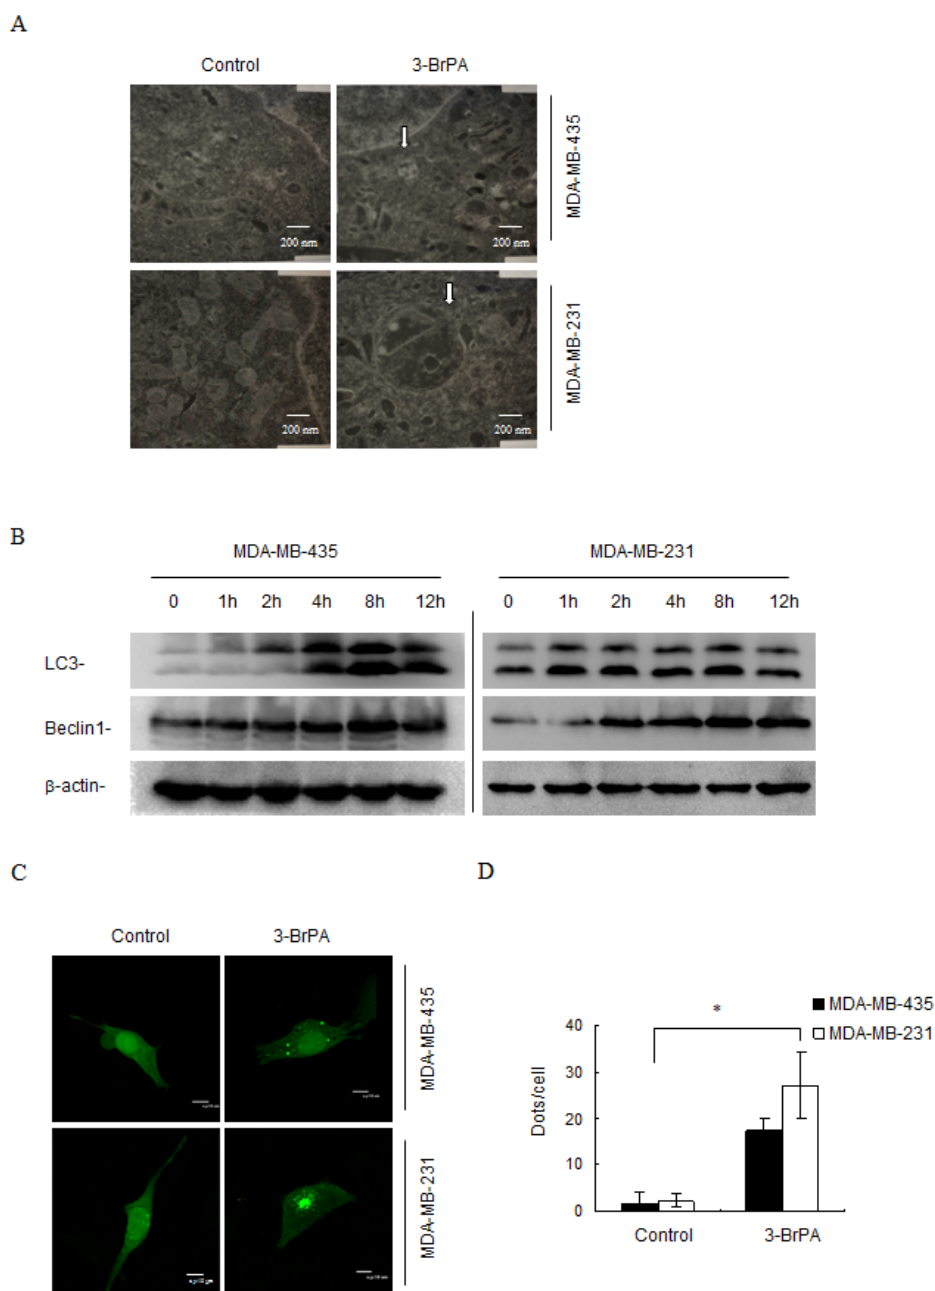 A
Control 3-BrPA
MDA-MB-435
200 nm 200 nm
MDA-MB-231
200 nm 200 nm
B
MDA-MB-435 MDA-MB-231
0 1h 2h 4h 8h 12h 0 1h 2h 4h 8h 12h
LC3-
Beclin1-
β-actin-
C D
Control 3-BrPA
MDA-MB-435
MDA-MB-231
MDA-MB-435
MDA-MB-231
*
Dots/cell
40
30
20
10
0
Control 3-BrPA